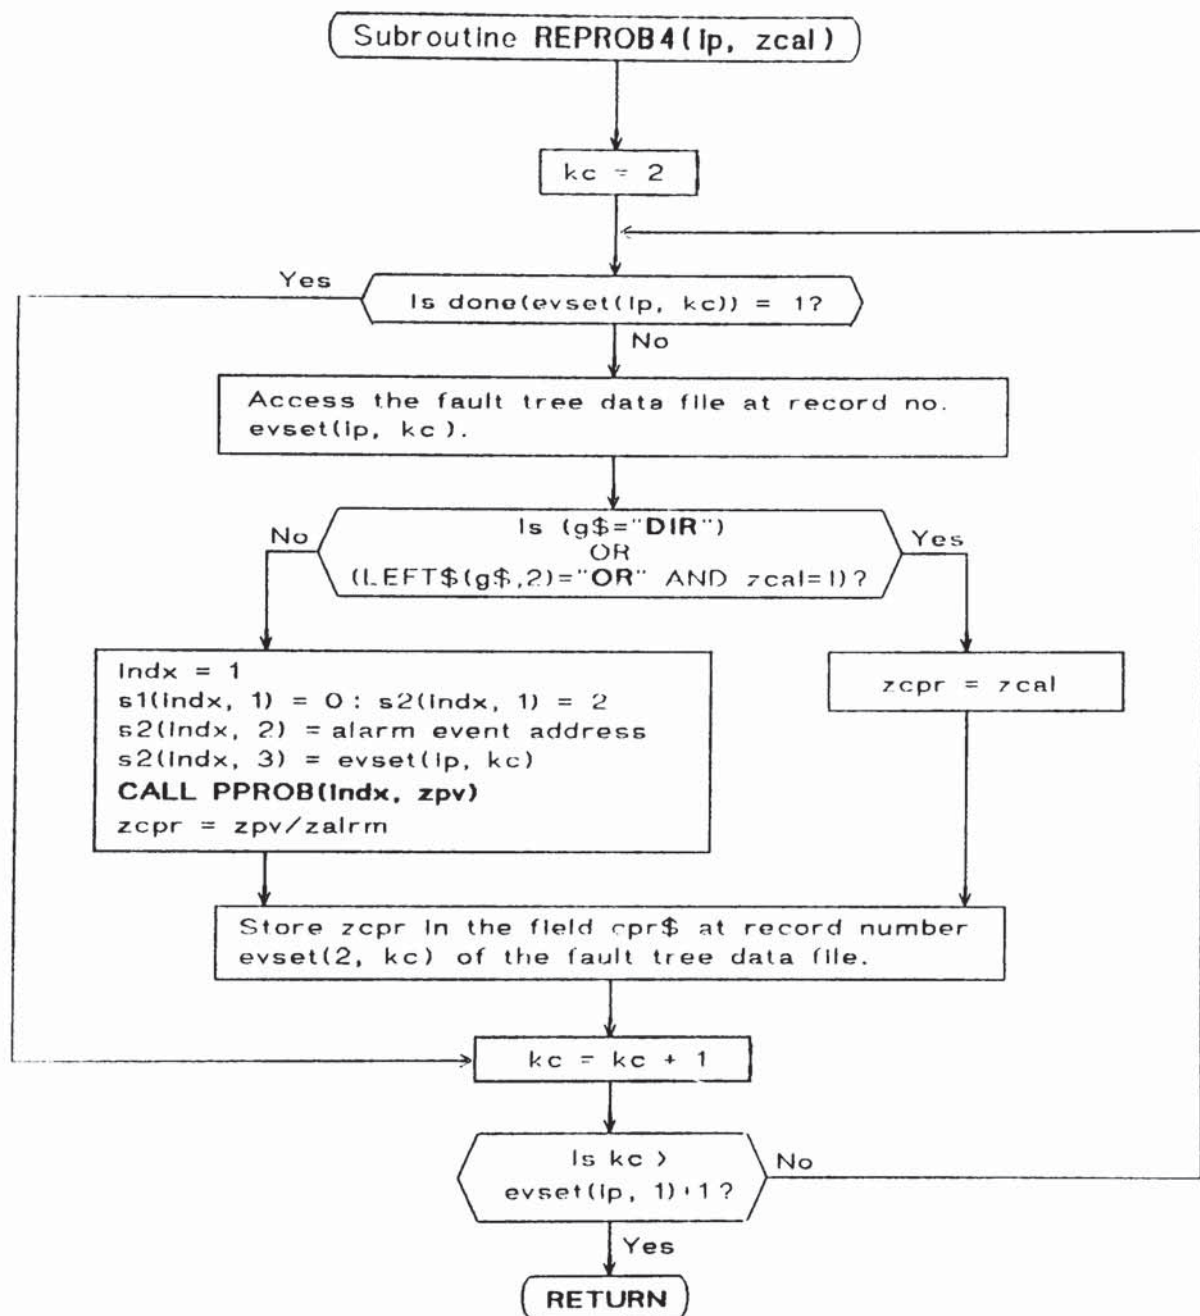 Subroutine REPROB4(ip, zcal)
kc = 2
Yes
Is done(evset(ip, kc)) = 1?
No
Access the fault tree data file at record no.
evset(ip, kc).
No
Is (g$="DIR")
OR
(LEFT$(g$,2)="OR" AND zcal=1)?
Yes
indx = 1
s1(indx, 1) = 0 : s2(indx, 1) = 2
s2(indx, 2) = alarm event address
s2(indx, 3) = evset(ip, kc)
CALL PPROB(indx, zpv)
zcpr = zpv/zalrm
zcpr = zcal
Store zcpr in the field cpr$ at record number
evset(2, kc) of the fault tree data file.
kc = kc + 1
Is kc >
evset(ip, 1)+1?
No
Yes
RETURN